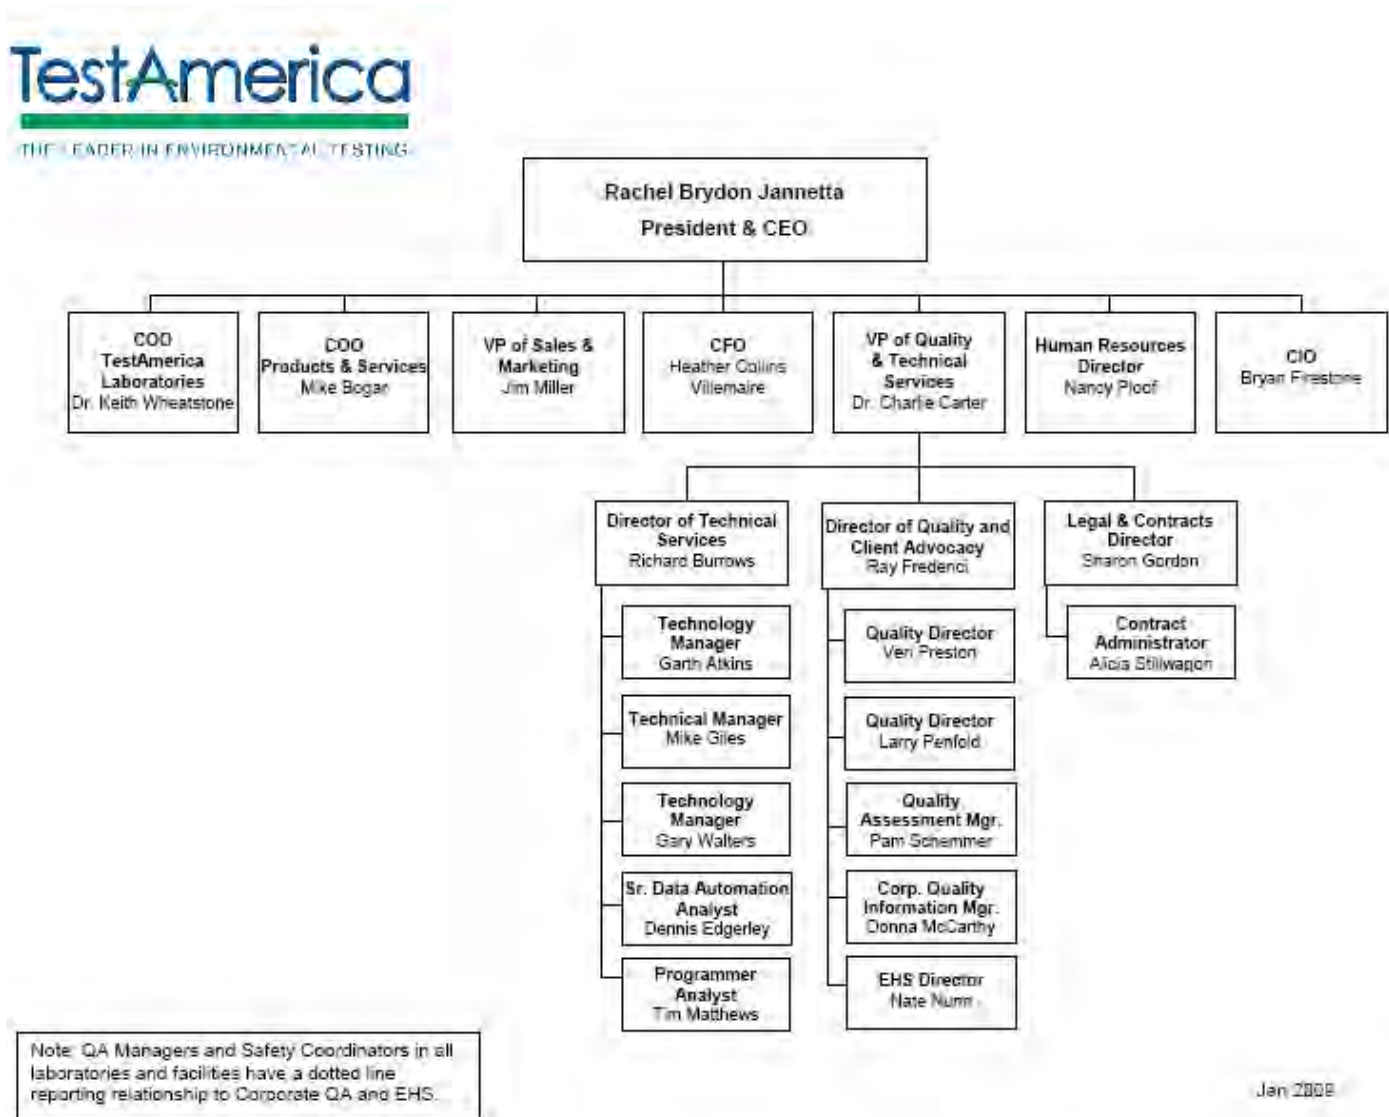 TestAmerica
THE LEADER IN ENVIRONMENTAL TESTING
Rachel Brydon Jannetta
President & CEO
COO
TestAmerica
Laboratories
Dr. Keith Wheatstone
COO
Products & Services
Mike Bogar
VP of Sales &
Marketing
Jim Miller
CFO
Heather Collins
Villemaire
VP of Quality
& Technical
Services
Dr. Charlie Carter
Human Resources
Director
Nancy Ploof
CIO
Bryan Firestone
Director of Technical
Services
Richard Burrows
Director of Quality and
Client Advocacy
Ray Frederici
Legal & Contracts
Director
Sharon Gordon
Technology
Manager
Garth Atkins
Technical Manager
Mike Giles
Technology
Manager
Gary Walters
Sr. Data Automation
Analyst
Dennis Edgerley
Programmer
Analyst
Tim Matthews
Quality Director
Verl Preston
Quality Director
Larry Penfold
Quality
Assessment Mgr.
Pam Schemmer
Corp. Quality
Information Mgr.
Donna McCarthy
EHS Director
Nate Nunn
Contract
Administrator
Alicia Stillwagon
Note: QA Managers and Safety Coordinators in all
laboratories and facilities have a dotted line
reporting relationship to Corporate QA and EHS.
Jan